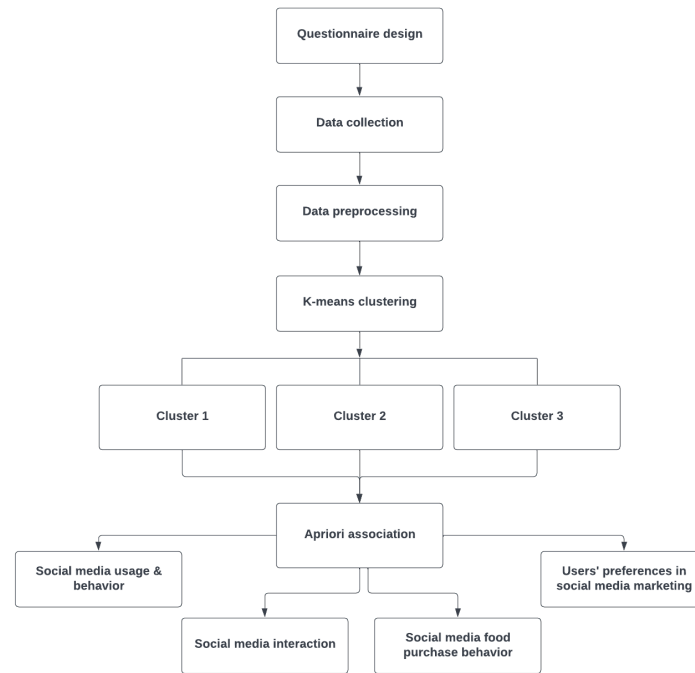 Questionnaire design
Data collection
Data preprocessing
K-means clustering
Cluster 1
Cluster 2
Cluster 3
Apriori association
Social media usage &
behavior
Users' preferences in
social media marketing
Social media interaction
Social media food
purchase behavior